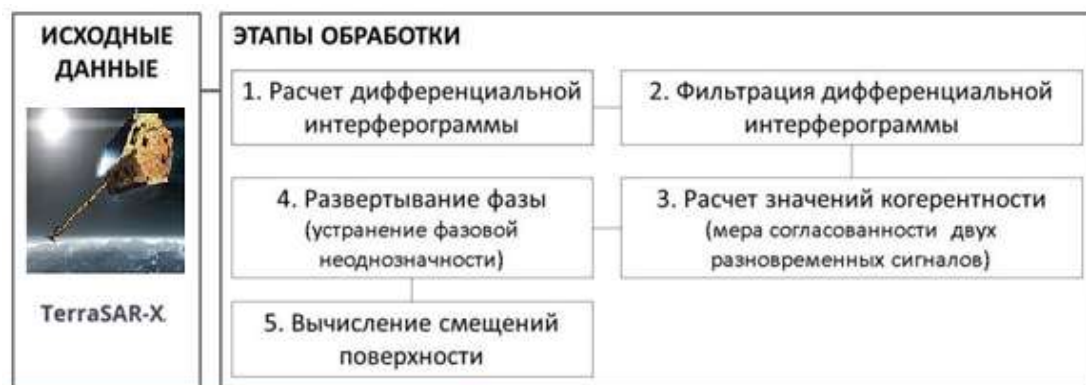 ИСХОДНЫЕ
ДАННЫЕ
TerraSAR-X
ЭТАПЫ ОБРАБОТКИ
1. Расчет дифференциальной
интерферограммы
2. Фильтрация дифференциальной
интерферограммы
3. Расчет значений когерентности
(мера согласованности двух
разновременных сигналов)
4. Развертывание фазы
(устранение фазовой
неоднозначности)
5. Вычисление смещений
поверхности